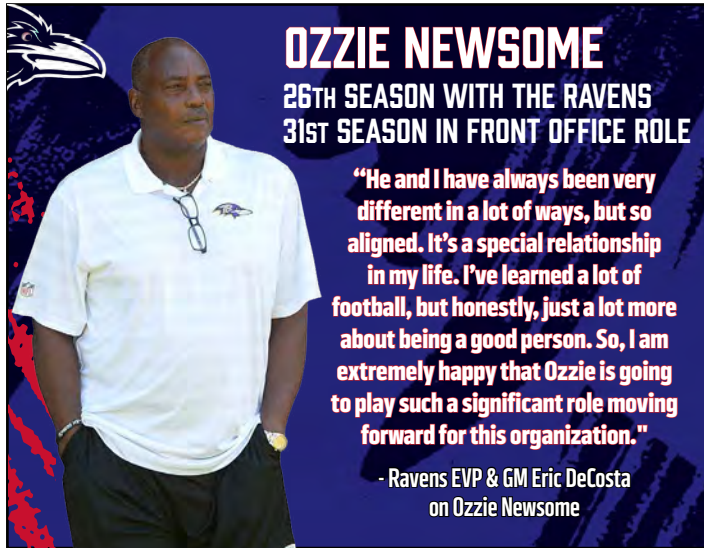 OZZIE NEWSOME
26TH SEASON WITH THE RAVENS
31ST SEASON IN FRONT OFFICE ROLE
“He and I have always been very
different in a lot of ways, but so
aligned. It’s a special relationship
in my life. I’ve learned a lot of
football, but honestly, just a lot more
about being a good person. So, I am
extremely happy that Ozzie is going
to play such a significant role moving
forward for this organization."
- Ravens EVP & GM Eric DeCosta
on Ozzie Newsome
NFL